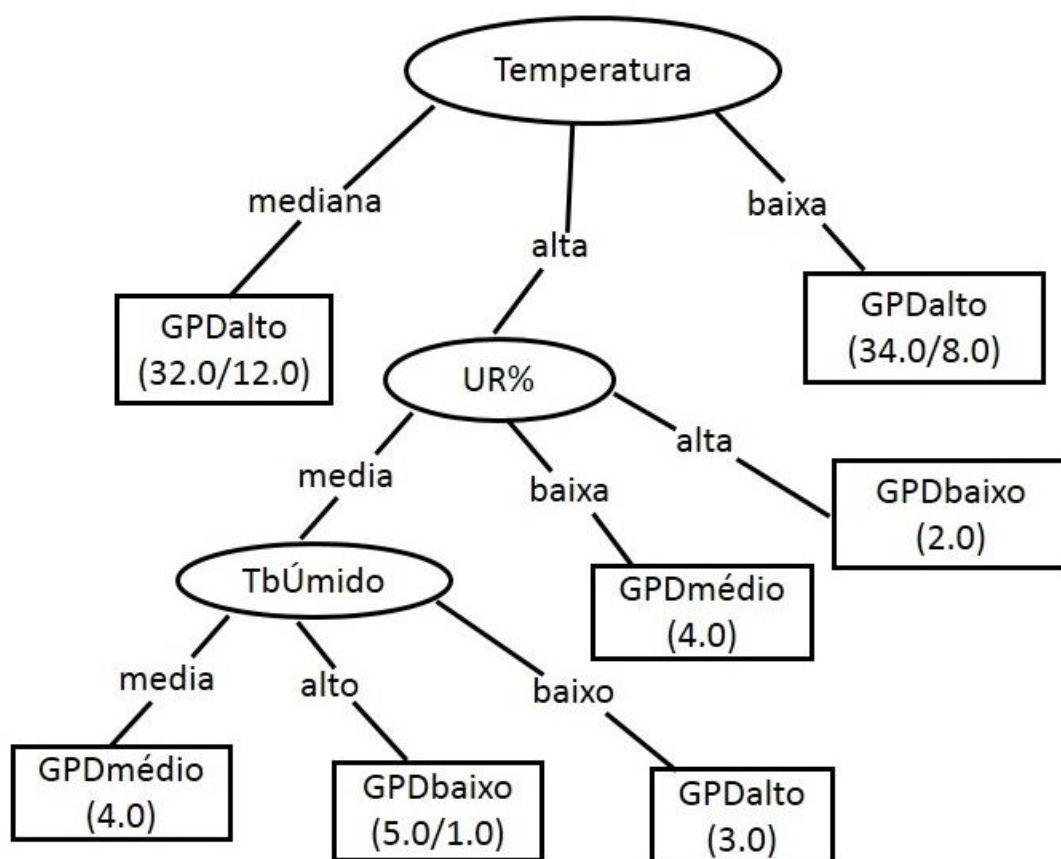 Temperatura
mediana
alta
baixa
GPDalto
(32.0/12.0)
UR%
GPDalto
(34.0/8.0)
media
baixa
alta
GPDbaixo
(2.0)
TbÚmido
GPDmédio
(4.0)
media
alto
baixo
GPDmédio
(4.0)
GPDbaixo
(5.0/1.0)
GPDalto
(3.0)